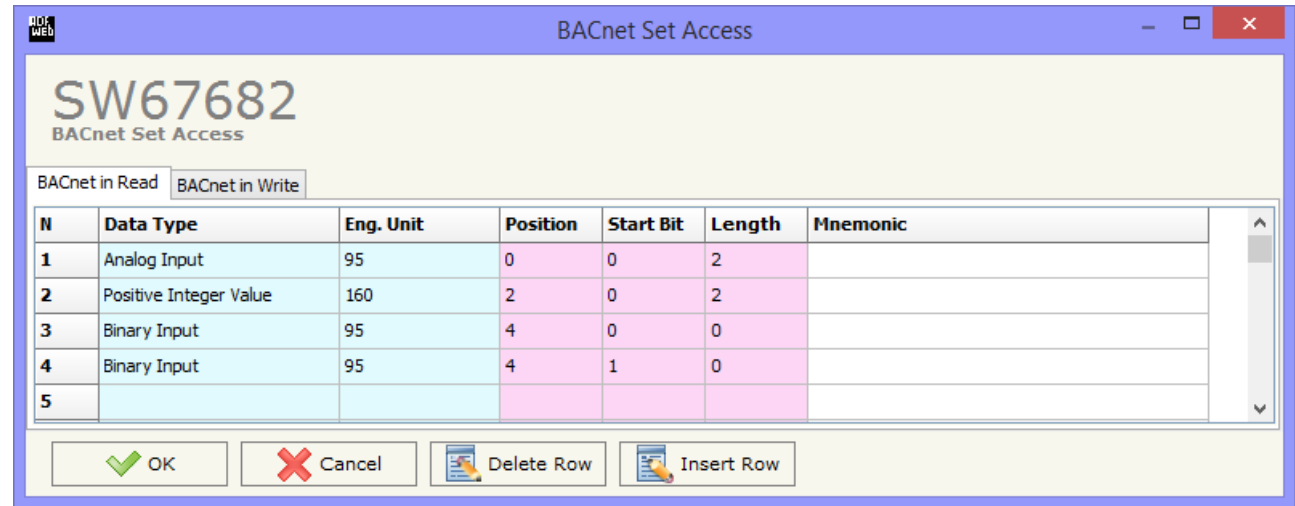 ADF
WEB
BACnet Set Access
SW67682
BACnet Set Access
BACnet in Read BACnet in Write
N Data Type Eng. Unit Position Start Bit Length Mnemonic
1 Analog Input 95 0 0 2
2 Positive Integer Value 160 2 0 2
3 Binary Input 95 4 0 0
4 Binary Input 95 4 1 0
5
OK Cancel Delete Row Insert Row